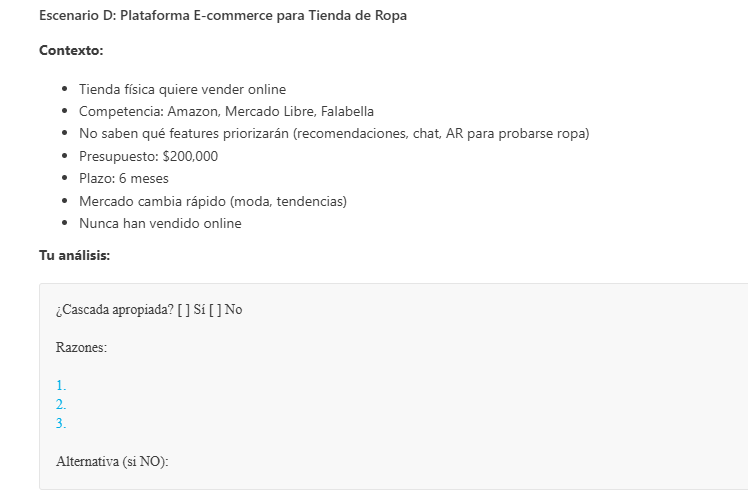 Escenario D: Plataforma E-commerce para Tienda de Ropa
Contexto:
• Tienda física quiere vender online
• Competencia: Amazon, Mercado Libre, Falabella
• No saben qué features priorizarán (recomendaciones, chat, AR para probarse ropa)
• Presupuesto: $200,000
• Plazo: 6 meses
• Mercado cambia rápido (moda, tendencias)
• Nunca han vendido online
Tu análisis:
¿Cascada apropiada? [ ] Sí [ ] No
Razones:
1.
2.
3.
Alternativa (si NO):